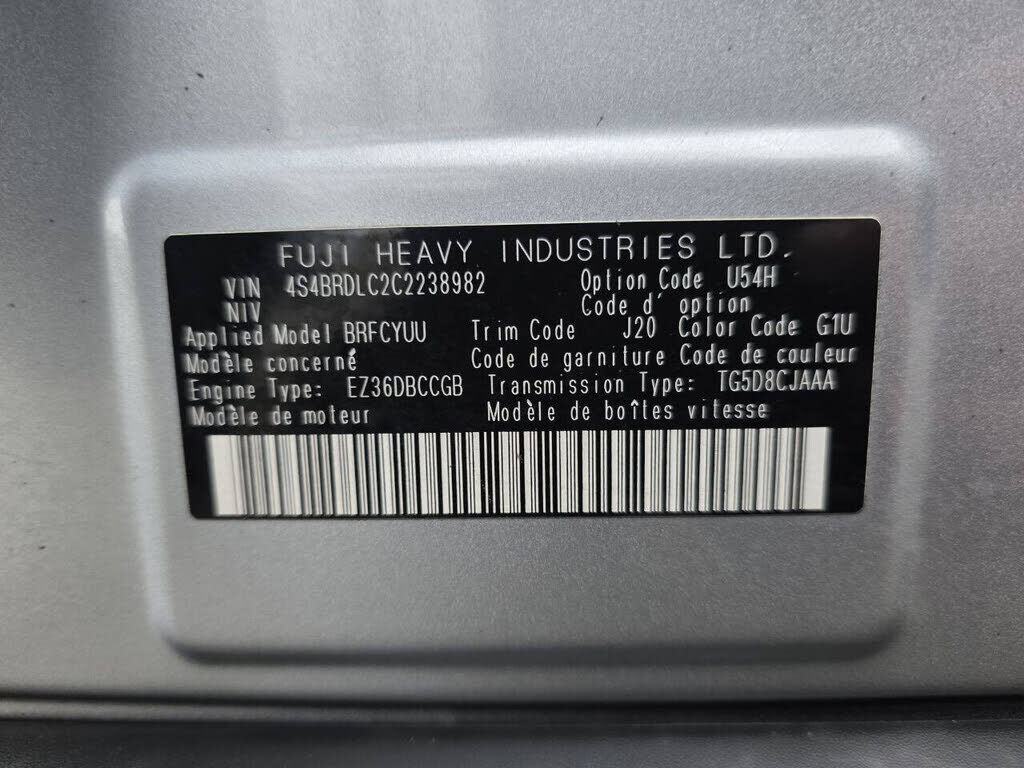 FUJI HEAVY INDUSTRIES LTD.
VIN 4S4BRDLC2C2238982 Option Code U54H
NIV Code d' option
Applied Model BRFCYUU Trim Code J20 Color Code G1U
Modèle concerné Code de garniture Code de couleur
Engine Type: EZ36DBCCGB Transmission Type: TG5D8CJAAA
Modèle de moteur Modèle de boîtes vitesse